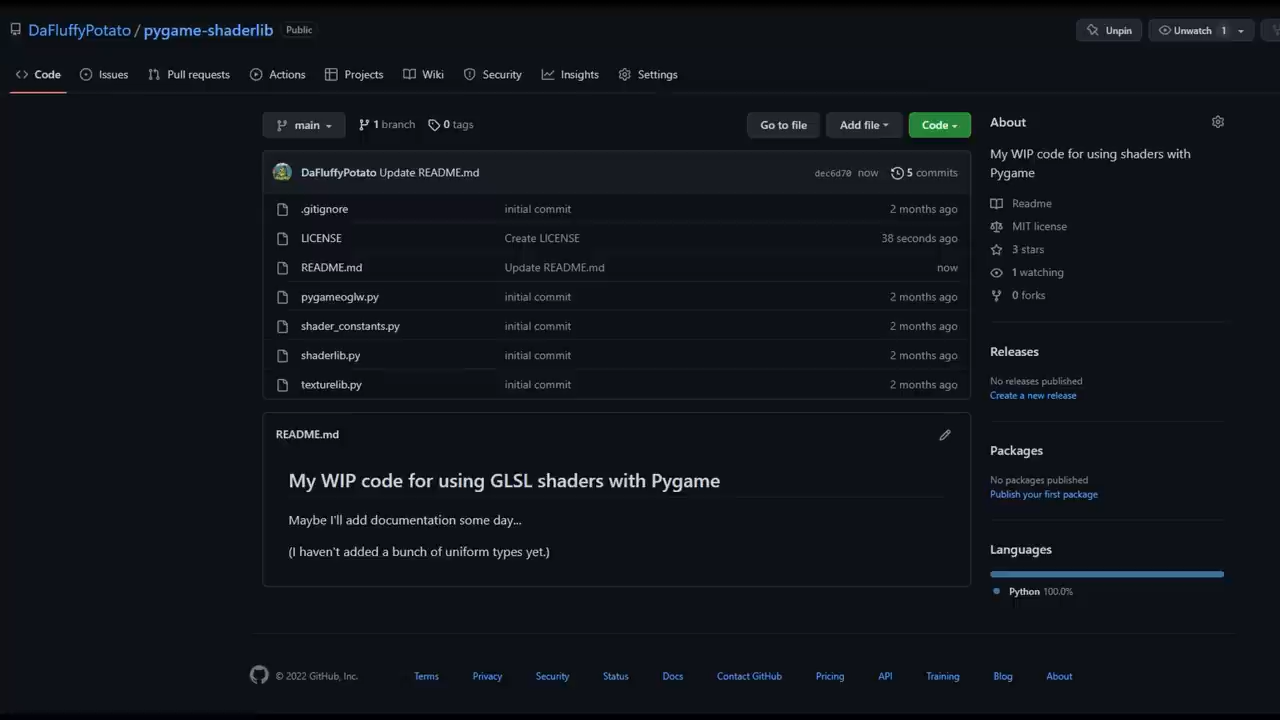 DaFluffyPotato / pygame-shaderlib Public Unpin Unwatch 1
Code Issues Pull requests Actions Projects Wiki Security Insights Settings
main 1 branch 0 tags Go to file Add file Code
DaFluffyPotato Update README.md dec6d70 now 5 commits
.gitignore initial commit 2 months ago
LICENSE Create LICENSE 38 seconds ago
README.md Update README.md now
pygameoglw.py initial commit 2 months ago
shader_constants.py initial commit 2 months ago
shaderlib.py initial commit 2 months ago
texturelib.py initial commit 2 months ago
README.md
My WIP code for using GLSL shaders with Pygame
Maybe I'll add documentation some day...
(I haven't added a bunch of uniform types yet.)
About
My WIP code for using shaders with
Pygame
Readme
MIT license
3 stars
1 watching
0 forks
Releases
No releases published
Create a new release
Packages
No packages published
Publish your first package
Languages
Python 100.0%
© 2022 GitHub, Inc. Terms Privacy Security Status Docs Contact GitHub Pricing API Training Blog About